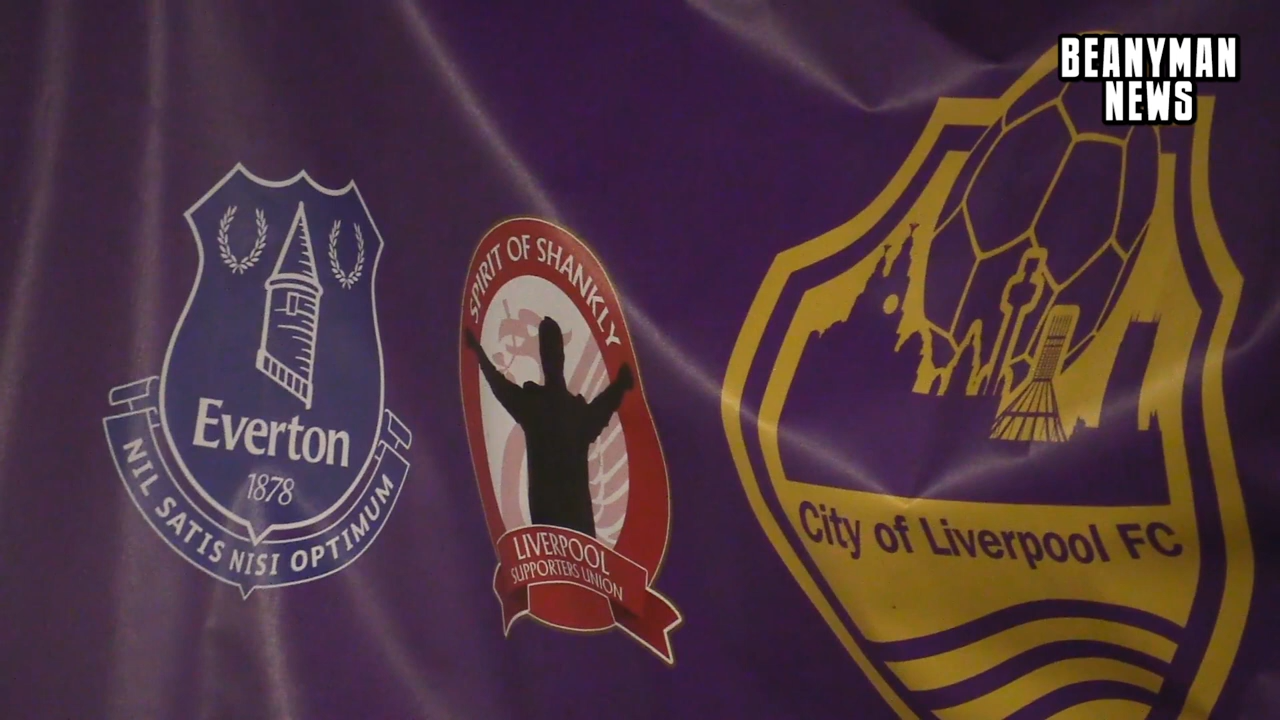 BEANYMAN
NEWS
Everton
1878
NIL SATIS NISI OPTIMUM
SPIRIT OF SHANKLY
LIVERPOOL
SUPPORTERS UNION
City of Liverpool FC